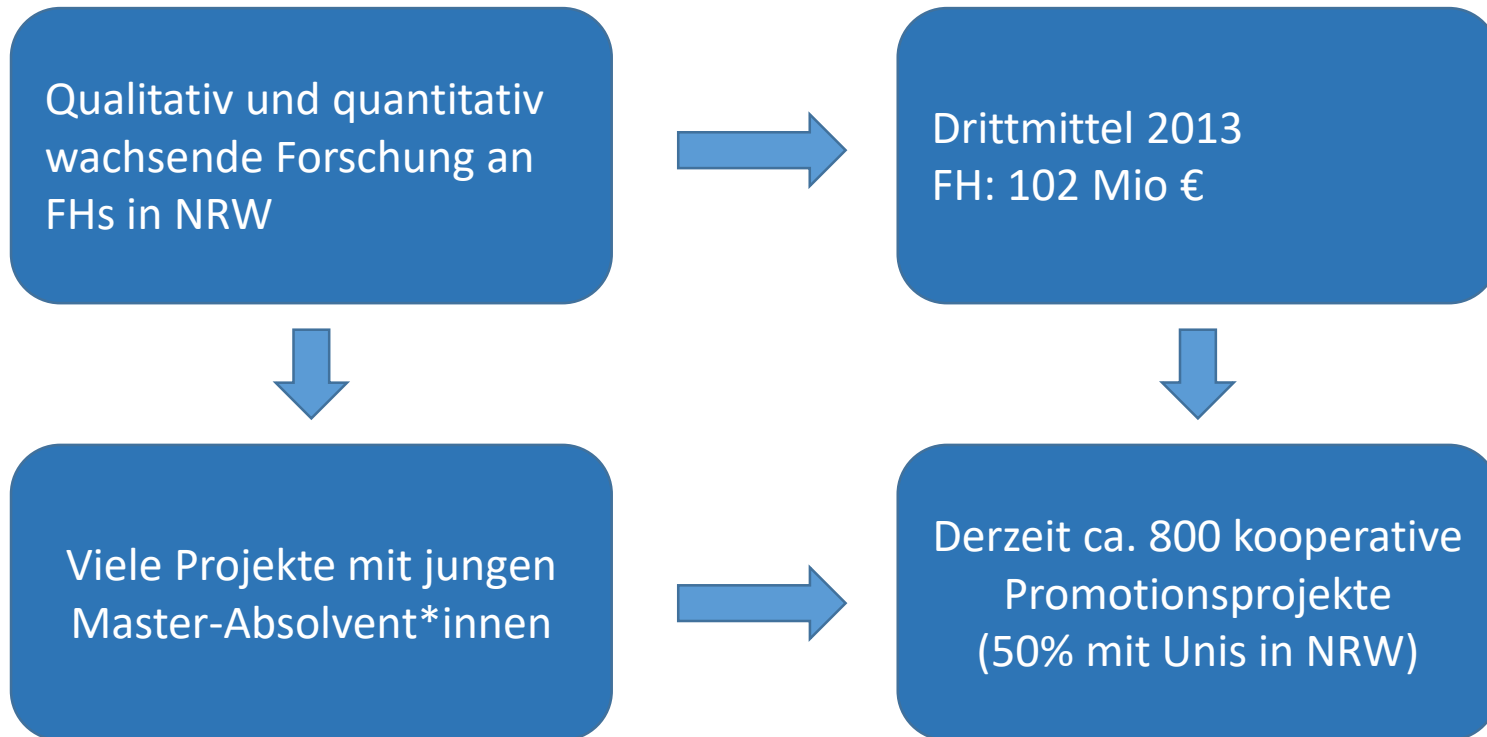 Qualitativ und quantitativ
wachsende Forschung an
FHs in NRW
Drittmittel 2013
FH: 102 Mio €
Viele Projekte mit jungen
Master-Absolvent*innen
Derzeit ca. 800 kooperative
Promotionsprojekte
(50% mit Unis in NRW)